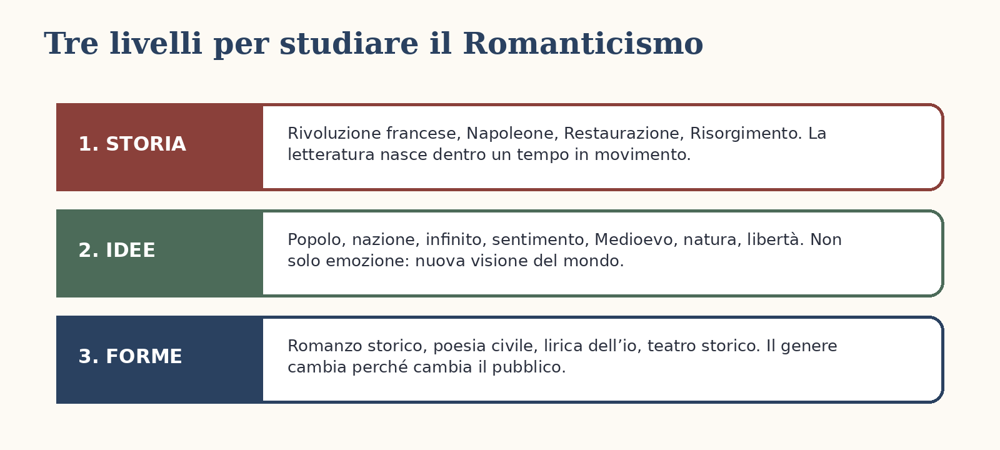 Tre livelli per studiare il Romanticismo
1. STORIA
Rivoluzione francese, Napoleone, Restaurazione, Risorgimento. La
letteratura nasce dentro un tempo in movimento.
2. IDEE
Popolo, nazione, infinito, sentimento, Medioevo, natura, libertà. Non
solo emozione: nuova visione del mondo.
3. FORME
Romanzo storico, poesia civile, lirica dell’io, teatro storico. Il genere
cambia perché cambia il pubblico.